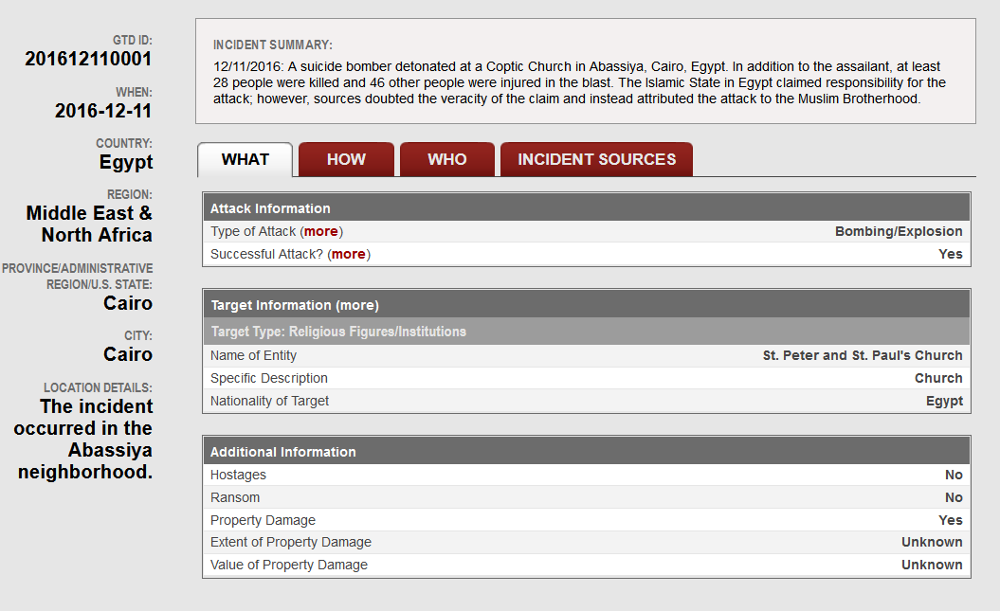 GTD ID:
201612110001
WHEN:
2016-12-11
COUNTRY:
Egypt
REGION:
Middle East &
North Africa
PROVINCE/ADMINISTRATIVE
REGION/U.S. STATE:
Cairo
CITY:
Cairo
LOCATION DETAILS:
The incident
occurred in the
Abassiya
neighborhood.
INCIDENT SUMMARY:
12/11/2016: A suicide bomber detonated at a Coptic Church in Abassiya, Cairo, Egypt. In addition to the assailant, at least
28 people were killed and 46 other people were injured in the blast. The Islamic State in Egypt claimed responsibility for the
attack; however, sources doubted the veracity of the claim and instead attributed the attack to the Muslim Brotherhood.
WHAT HOW WHO INCIDENT SOURCES
Attack Information
Type of Attack (more) Bombing/Explosion
Successful Attack? (more) Yes
Target Information (more)
Target Type: Religious Figures/Institutions
Name of Entity St. Peter and St. Paul's Church
Specific Description Church
Nationality of Target Egypt
Additional Information
Hostages No
Ransom No
Property Damage Yes
Extent of Property Damage Unknown
Value of Property Damage Unknown